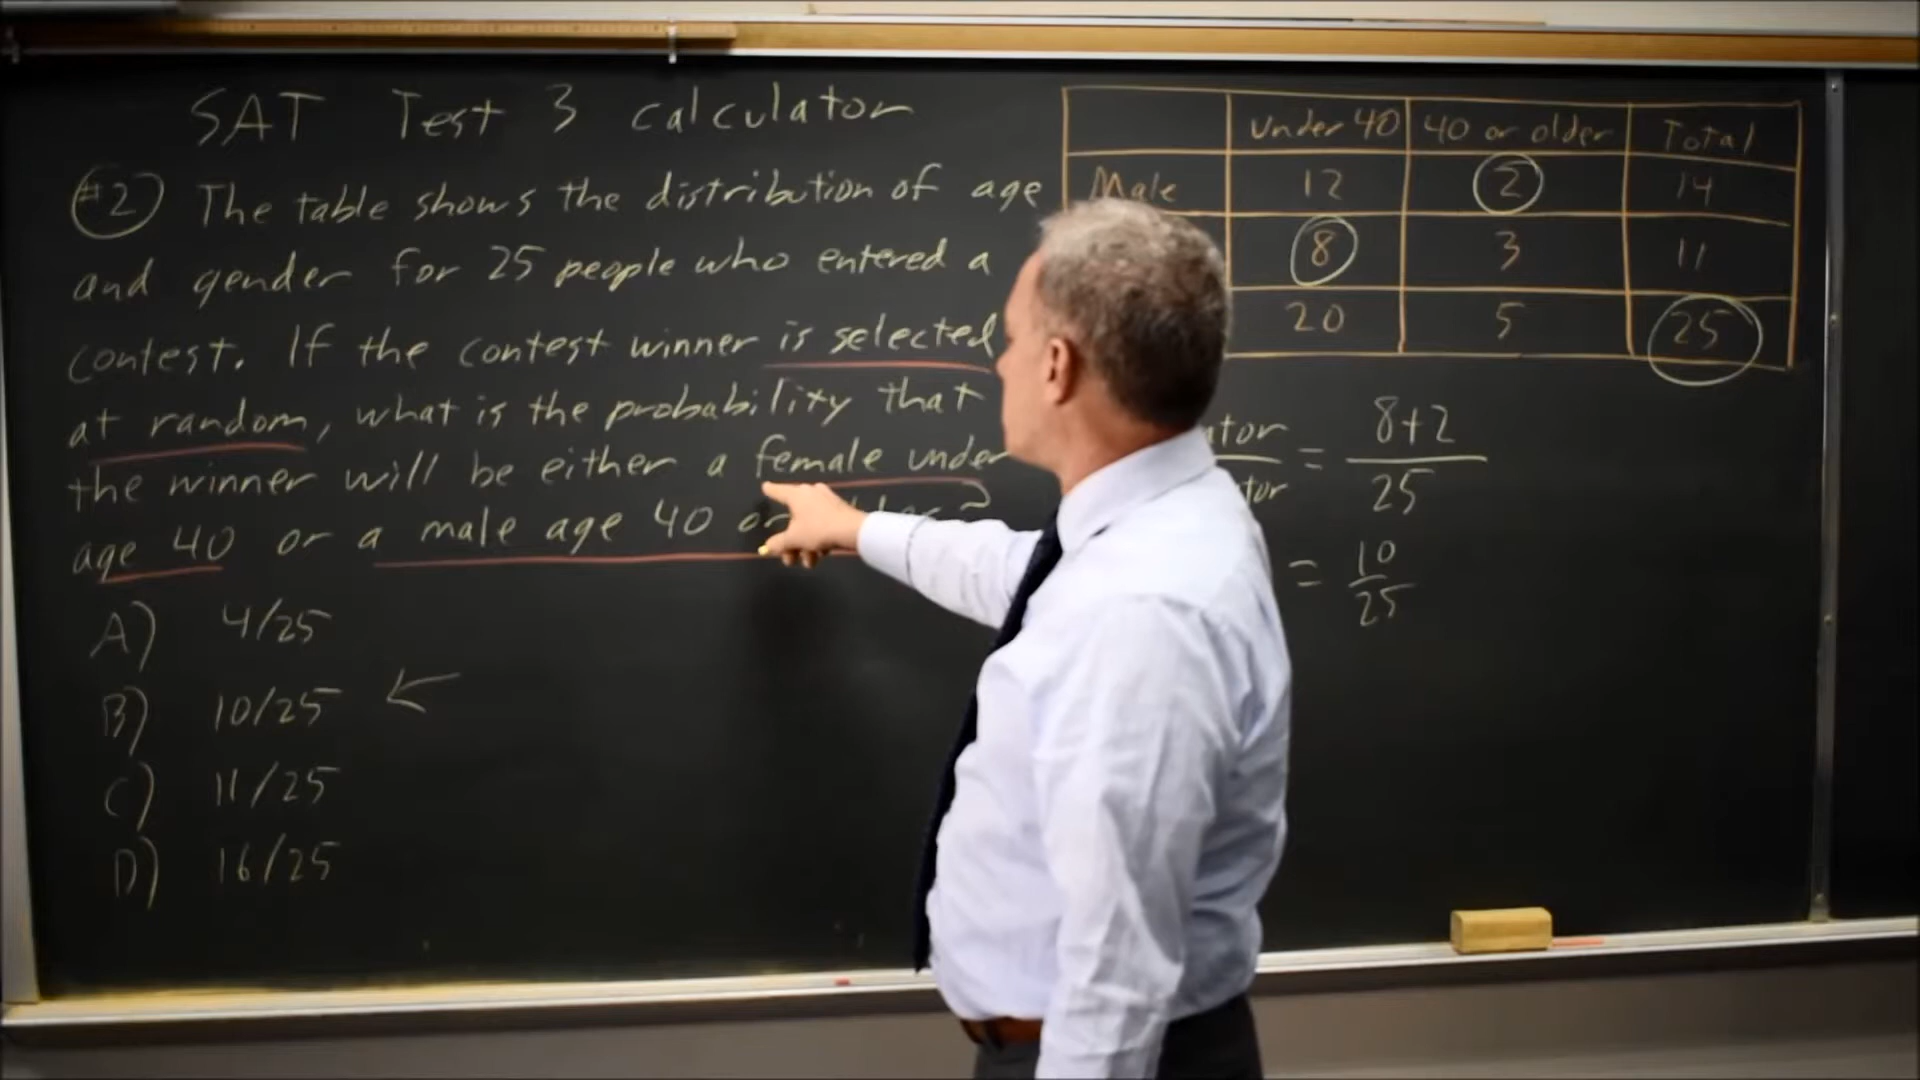 SAT Test 3 calculator
#2 The table shows the distribution of age
and gender for 25 people who entered a
contest. If the contest winner is selected
at random, what is the probability that
the winner will be either a female under
age 40 or a male age 40 or
A) 4/25
B) 10/25 ←
C) 11/25
D) 16/25
Under 40 40 or older Total
Male 12 2 14
8 3 11
20 5 25
= 8+2
25
= 10
25